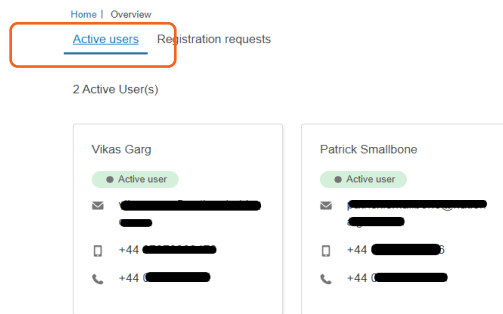 Home | Overview
Active users Registration requests
2 Active User(s)
Vikas Garg
Active user
+44
+44
Patrick Smallbone
Active user
+44
+44